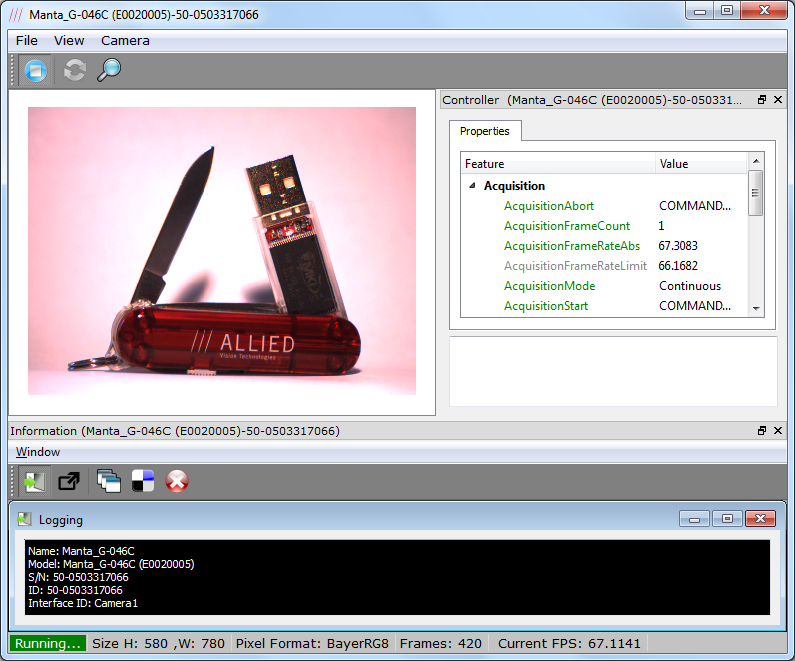 Manta_G-046C (E0020005)-50-0503317066
File View Camera
Controller (Manta_G-046C (E0020005)-50-050331...
Properties
Feature Value
Acquisition
AcquisitionAbort COMMAND...
AcquisitionFrameCount 1
AcquisitionFrameRateAbs 67.3083
AcquisitionFrameRateLimit 66.1682
AcquisitionMode Continuous
AcquisitionStart COMMAND...
/// ALLIED
Vision Technologies
Information (Manta_G-046C (E0020005)-50-0503317066)
Window
Logging
Name: Manta_G-046C
Model: Manta_G-046C (E0020005)
S/N: 50-0503317066
ID: 50-0503317066
Interface ID: Camera1
Running... Size H: 580 ,W: 780 Pixel Format: BayerRG8 Frames: 420 Current FPS: 67.1141